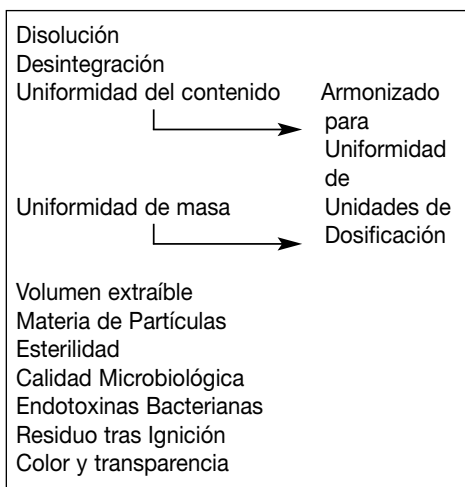 Disolución
Desintegración
Uniformidad del contenido
Armonizado
para
Uniformidad
de
Uniformidad de masa
Unidades de
Dosificación
Volumen extraíble
Materia de Partículas
Esterilidad
Calidad Microbiológica
Endotoxinas Bacterianas
Residuo tras Ignición
Color y transparencia